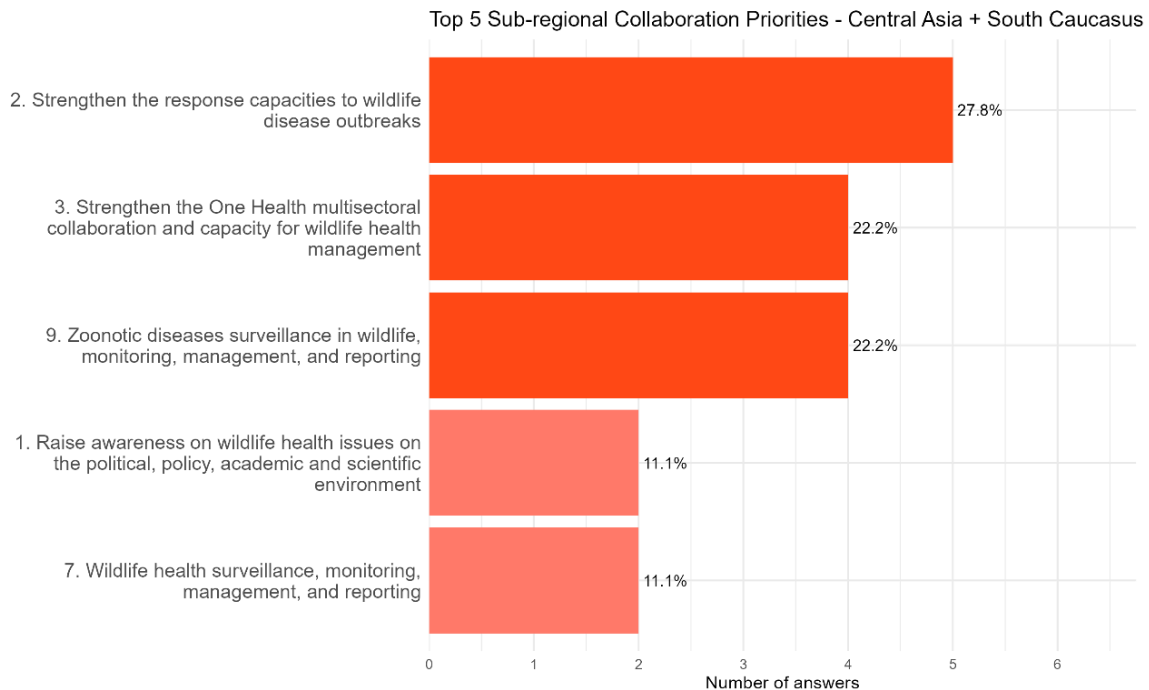 Top 5 Sub-regional Collaboration Priorities - Central Asia + South Caucasus
2. Strengthen the response capacities to wildlife
disease outbreaks
27.8%
3. Strengthen the One Health multisectoral
collaboration and capacity for wildlife health
management
22.2%
9. Zoonotic diseases surveillance in wildlife,
monitoring, management, and reporting
22.2%
1. Raise awareness on wildlife health issues on
the political, policy, academic and scientific
environment
11.1%
7. Wildlife health surveillance, monitoring,
management, and reporting
11.1%
0 1 2 3 4 5 6
Number of answers